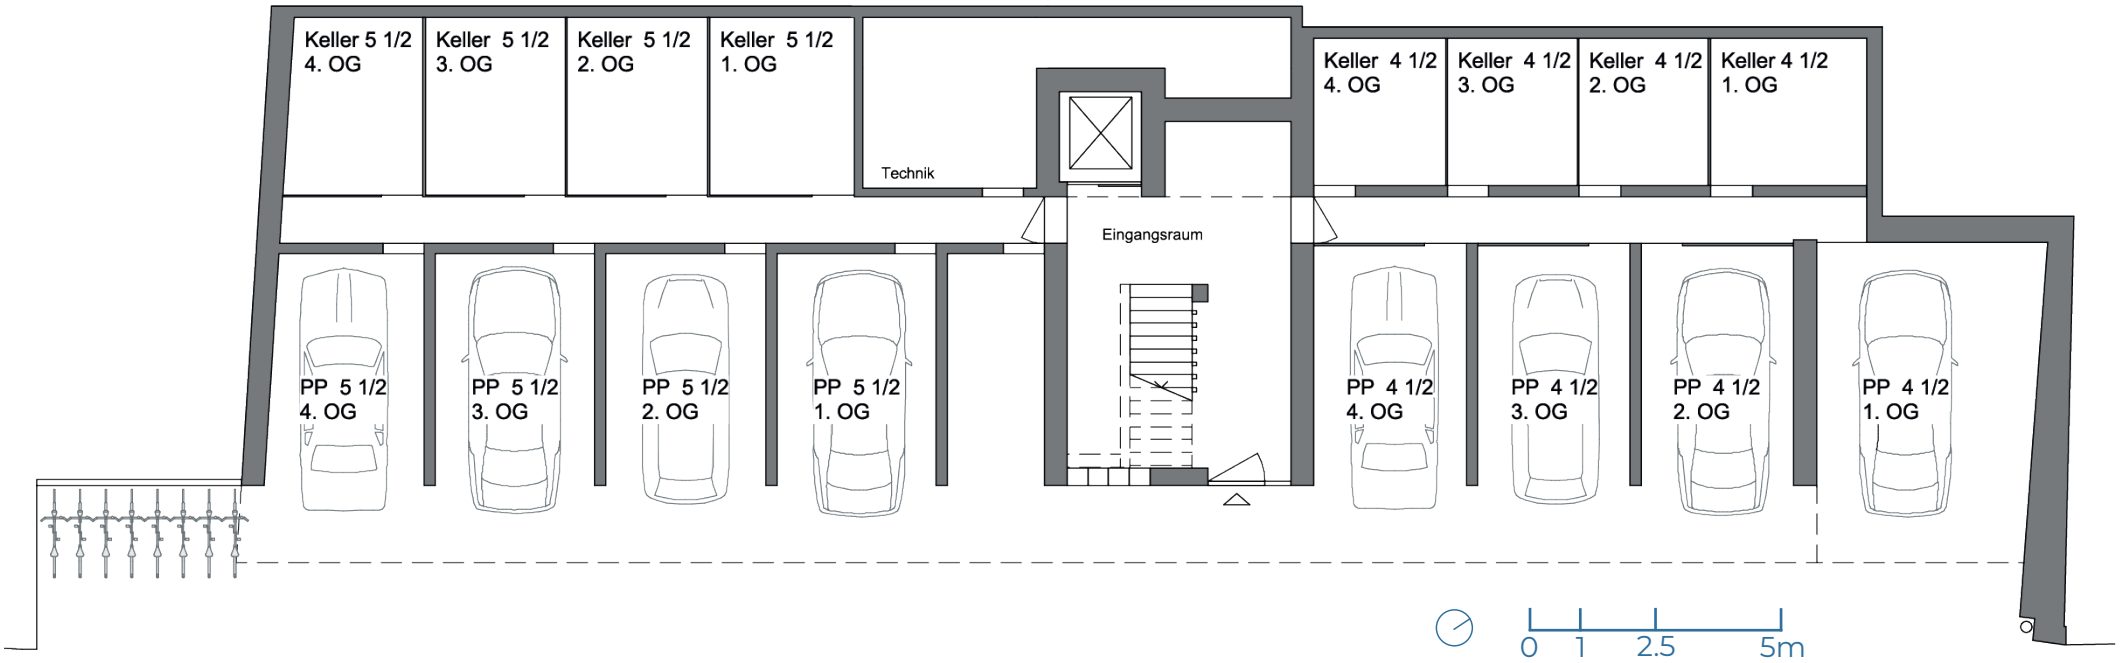 Keller 5 1/2
4. OG
Keller 5 1/2
3. OG
Keller 5 1/2
2. OG
Keller 5 1/2
1. OG
Keller 4 1/2
4. OG
Keller 4 1/2
3. OG
Keller 4 1/2
2. OG
Keller 4 1/2
1. OG
Technik
Eingangsraum
PP 5 1/2
4. OG
PP 5 1/2
3. OG
PP 5 1/2
2. OG
PP 5 1/2
1. OG
PP 4 1/2
4. OG
PP 4 1/2
3. OG
PP 4 1/2
2. OG
PP 4 1/2
1. OG
0 1 2.5 5m